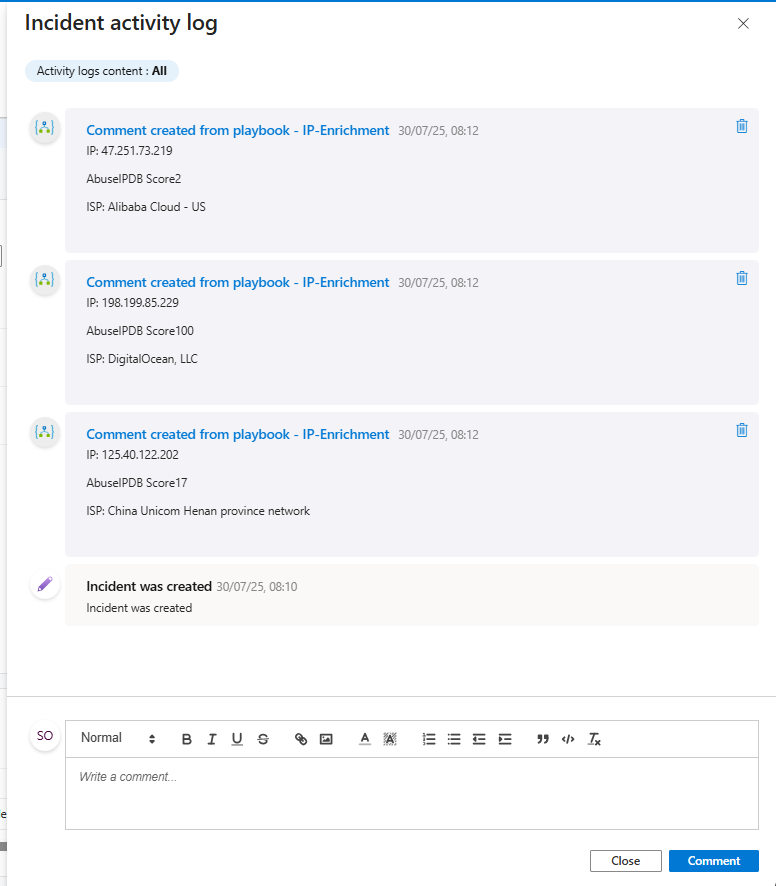 Incident activity log
Activity logs content : All
Comment created from playbook - IP-Enrichment 30/07/25, 08:12
IP: 47.251.73.219
AbuseIPDB Score2
ISP: Alibaba Cloud - US
Comment created from playbook - IP-Enrichment 30/07/25, 08:12
IP: 198.199.85.229
AbuseIPDB Score100
ISP: DigitalOcean, LLC
Comment created from playbook - IP-Enrichment 30/07/25, 08:12
IP: 125.40.122.202
AbuseIPDB Score17
ISP: China Unicom Henan province network
Incident was created 30/07/25, 08:10
Incident was created
SO
Normal B I U S A A
Write a comment...
Close Comment